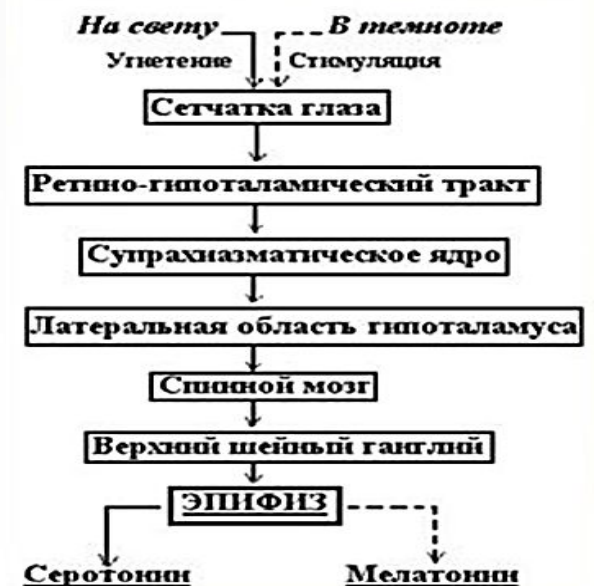 На свету В темноте
Угнетение Стимуляция
Сетчатка глаза
Ретино-гипоталамический тракт
Супрахиазматическое ядро
Латеральная область гипоталамуса
Спинной мозг
Верхний шейный ганглий
ЭПИФИЗ
Серотонин Мелатонин